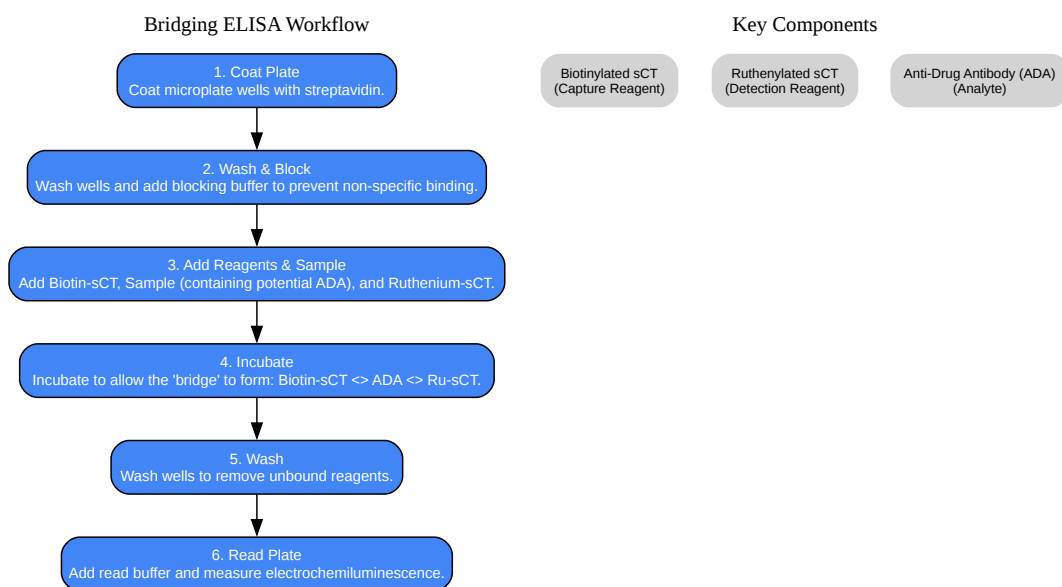 Bridging ELISA Workflow
1. Coat Plate
Coat microplate wells with streptavidin.
2. Wash & Block
Wash wells and add blocking buffer to prevent non-specific binding.
3. Add Reagents & Sample
Add Biotin-sCT, Sample (containing potential ADA), and Ruthenium-sCT.
4. Incubate
Incubate to allow the 'bridge' to form: Biotin-sCT <> ADA <> Ru-sCT.
5. Wash
Wash wells to remove unbound reagents.
6. Read Plate
Add read buffer and measure electrochemiluminescence.
Key Components
Biotinylated sCT
(Capture Reagent)
Ruthenylated sCT
(Detection Reagent)
Anti-Drug Antibody (ADA)
(Analyte)